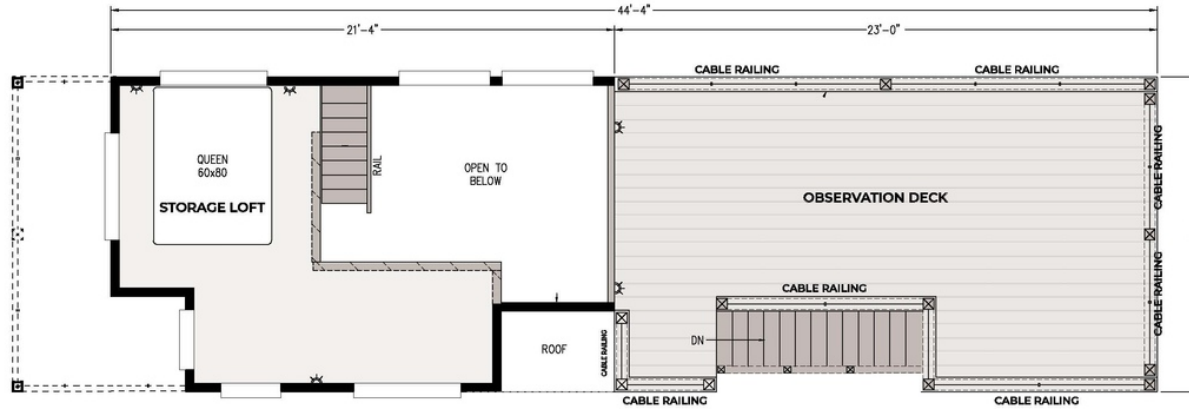 44'-4"
21'-4"
23'-0"
CABLE RAILING
CABLE RAILING
QUEEN
60x80
STORAGE LOFT
RAIL
OPEN TO
BELOW
OBSERVATION DECK
CABLE RAILING
CABLE RAILING
CABLE RAILING
DN
ROOF
CABLE RAILING
CABLE RAILING
CABLE RAILING